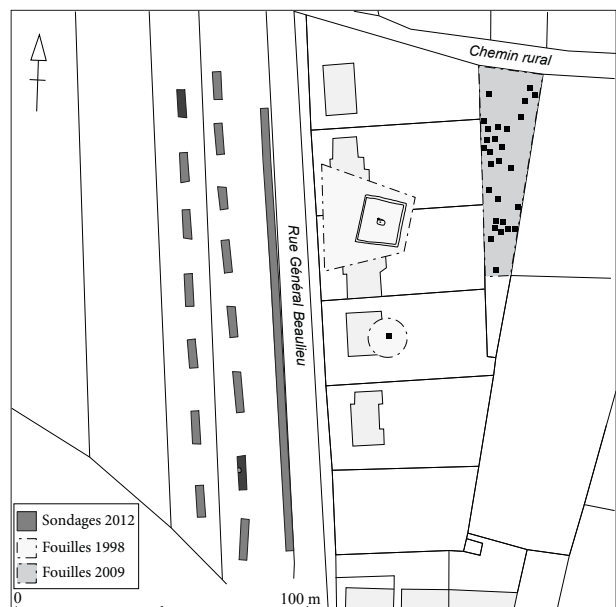 Chemin rural
Rue Général Beaulieu
Sondages 2012
Fouilles 1998
Fouilles 2009
0 100 m